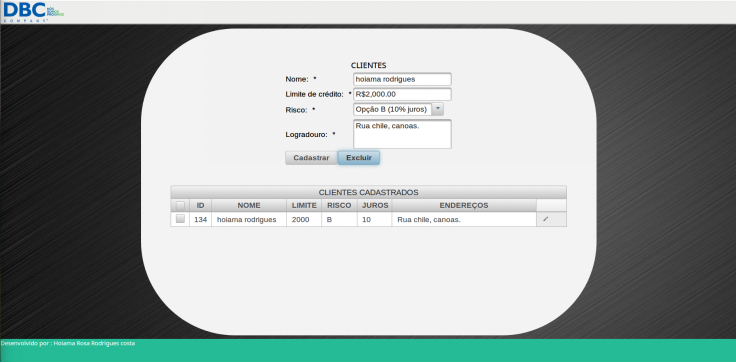 DBC
COMPANY
CLIENTES
Nome: * hoiama rodrigues
Limite de crédito: * R$2,000.00
Risco: * Opção B (10% juros)
Logradouro: * Rua chile, canoas.
Cadastrar Excluir
CLIENTES CADASTRADOS
ID NOME LIMITE RISCO JUROS ENDEREÇOS
134 hoiama rodrigues 2000 B 10 Rua chile, canoas.
Desenvolvido por : Hoiama Rosa Rodrigues costa